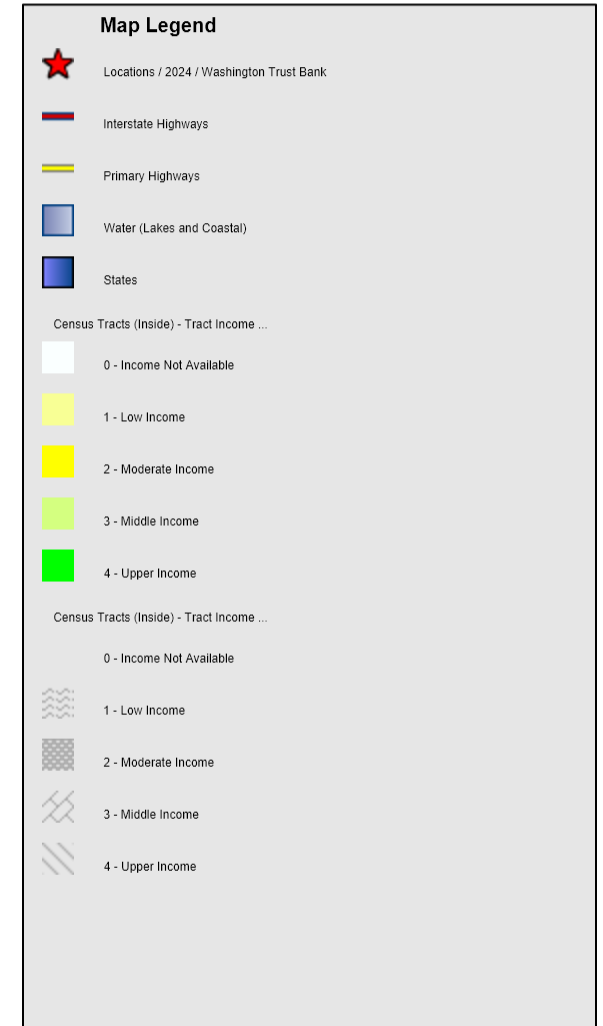 Map Legend
Locations / 2024 / Washington Trust Bank
Interstate Highways
Primary Highways
Water (Lakes and Coastal)
States
Census Tracts (Inside) - Tract Income ...
0 - Income Not Available
1 - Low Income
2 - Moderate Income
3 - Middle Income
4 - Upper Income
Census Tracts (Inside) - Tract Income ...
0 - Income Not Available
1 - Low Income
2 - Moderate Income
3 - Middle Income
4 - Upper Income